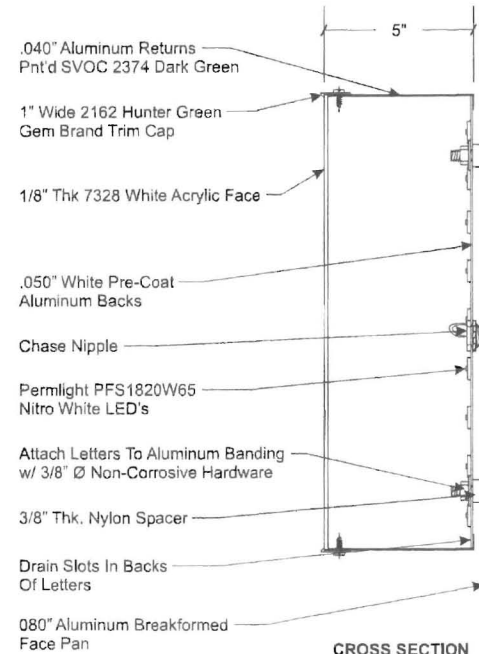 5"
.040" Aluminum Returns
Pnt'd SVOC 2374 Dark Green
1" Wide 2162 Hunter Green
Gem Brand Trim Cap
1/8" Thk 7328 White Acrylic Face
.050" White Pre-Coat
Aluminum Backs
Chase Nipple
Permlight PFS1820W65
Nitro White LED's
Attach Letters To Aluminum Banding
w/ 3/8" Ø Non-Corrosive Hardware
3/8" Thk. Nylon Spacer
Drain Slots In Backs
Of Letters
080" Aluminum Breakformed
Face Pan
CROSS SECTION